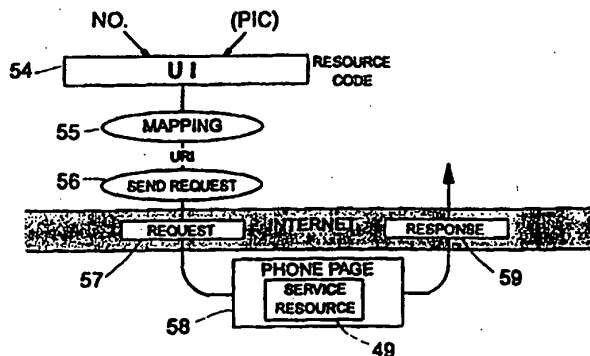 NO. (PIC)
54 UI RESOURCE CODE
55 MAPPING
URI
56 SEND REQUEST
REQUEST INTERNET RESPONSE
57 PHONE PAGE 59
SERVICE
58 RESOURCE
49